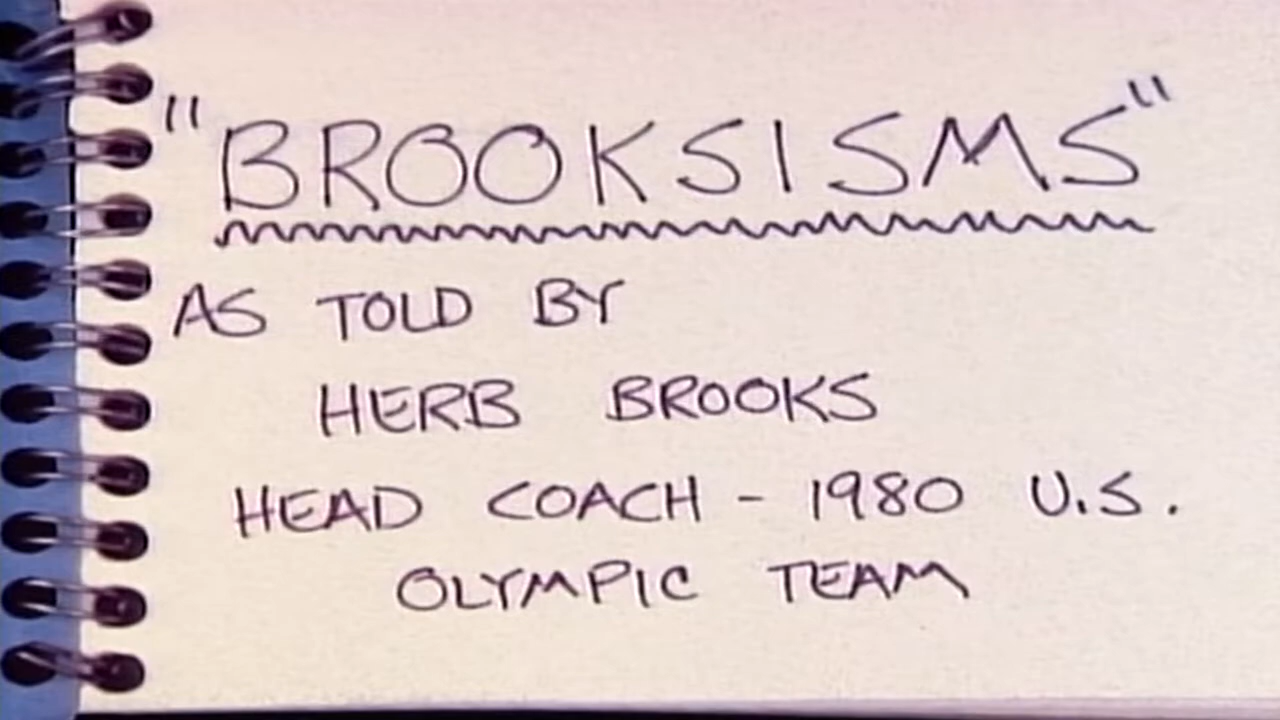 "BROOKSISMS"
AS TOLD BY
HERB BROOKS
HEAD COACH - 1980 U.S.
OLYMPIC TEAM